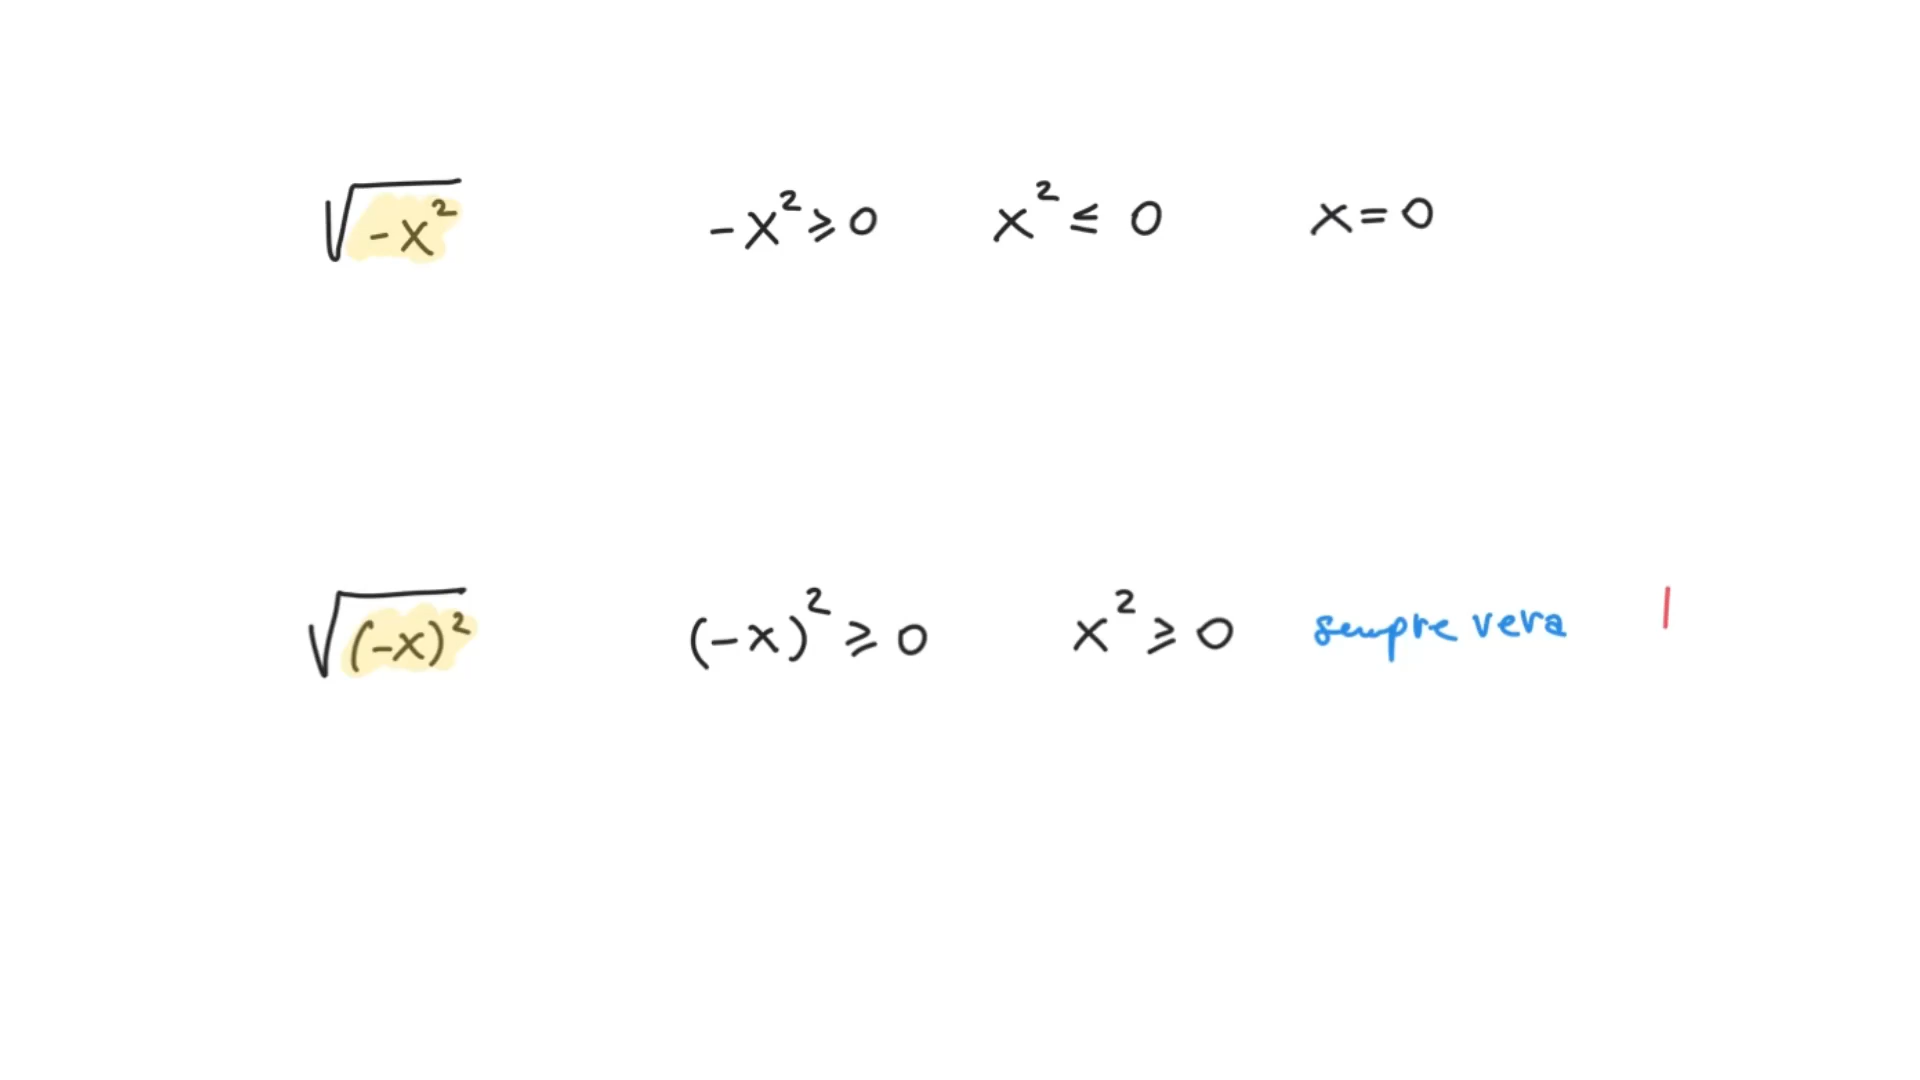 √-x² -x² ⩾ 0 x² ≤ 0 x = 0
√(-x)² (-x)² ⩾ 0 x² ⩾ 0 sempre vera